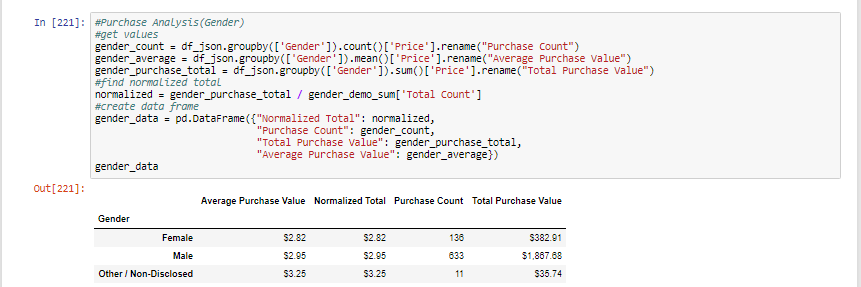 In [221]: #Purchase Analysis(Gender)
#get values
gender_count = df_json.groupby(['Gender']).count()['Price'].rename("Purchase Count")
gender_average = df_json.groupby(['Gender']).mean()['Price'].rename("Average Purchase Value")
gender_purchase_total = df_json.groupby(['Gender']).sum()['Price'].rename("Total Purchase Value")
#find normalized total
normalized = gender_purchase_total / gender_demo_sum['Total Count']
#create data frame
gender_data = pd.DataFrame({"Normalized Total": normalized,
"Purchase Count": gender_count,
"Total Purchase Value": gender_purchase_total,
"Average Purchase Value": gender_average})
gender_data
Out[221]:
Average Purchase Value Normalized Total Purchase Count Total Purchase Value
Gender
Female $2.82 $2.82 136 $382.91
Male $2.95 $2.95 633 $1,867.68
Other / Non-Disclosed $3.25 $3.25 11 $35.74